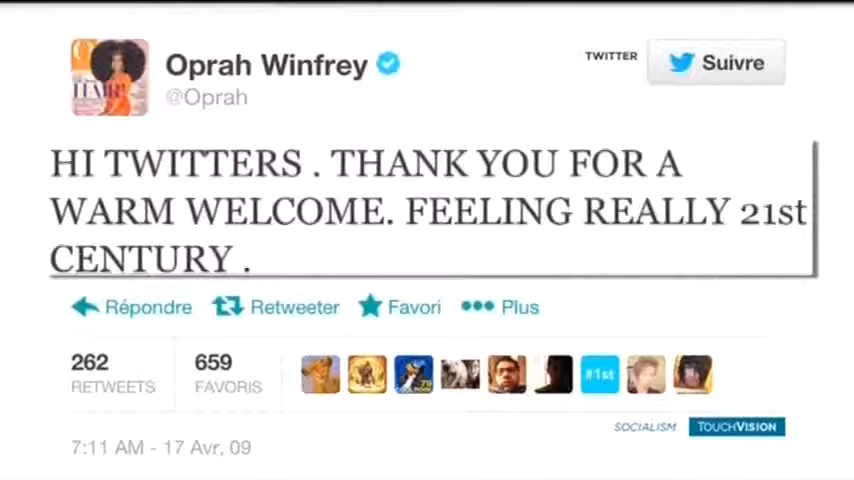 Oprah Winfrey
@Oprah
TWITTER
Suivre
HI TWITTERS . THANK YOU FOR A
WARM WELCOME. FEELING REALLY 21st
CENTURY .
Répondre Retweeter Favori Plus
262 659
RETWEETS FAVORIS
#1st
SOCIALISM TOUCHVISION
7:11 AM - 17 Avr, 09